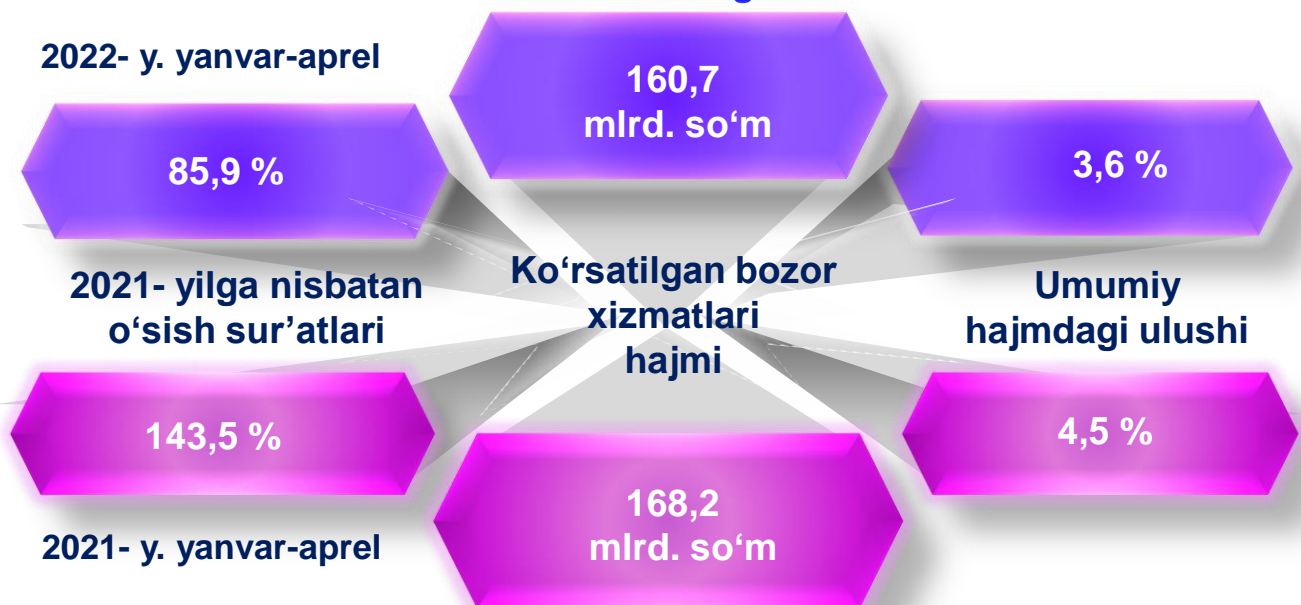 2022- y. yanvar-aprel
160,7
mlrd. so‘m
85,9 %
3,6 %
2021- yilga nisbatan
o‘sish sur’atlari
Ko‘rsatilgan bozor
xizmatlari
hajmi
Umumiy
hajmdagi ulushi
143,5 %
4,5 %
168,2
mlrd. so‘m
2021- y. yanvar-aprel